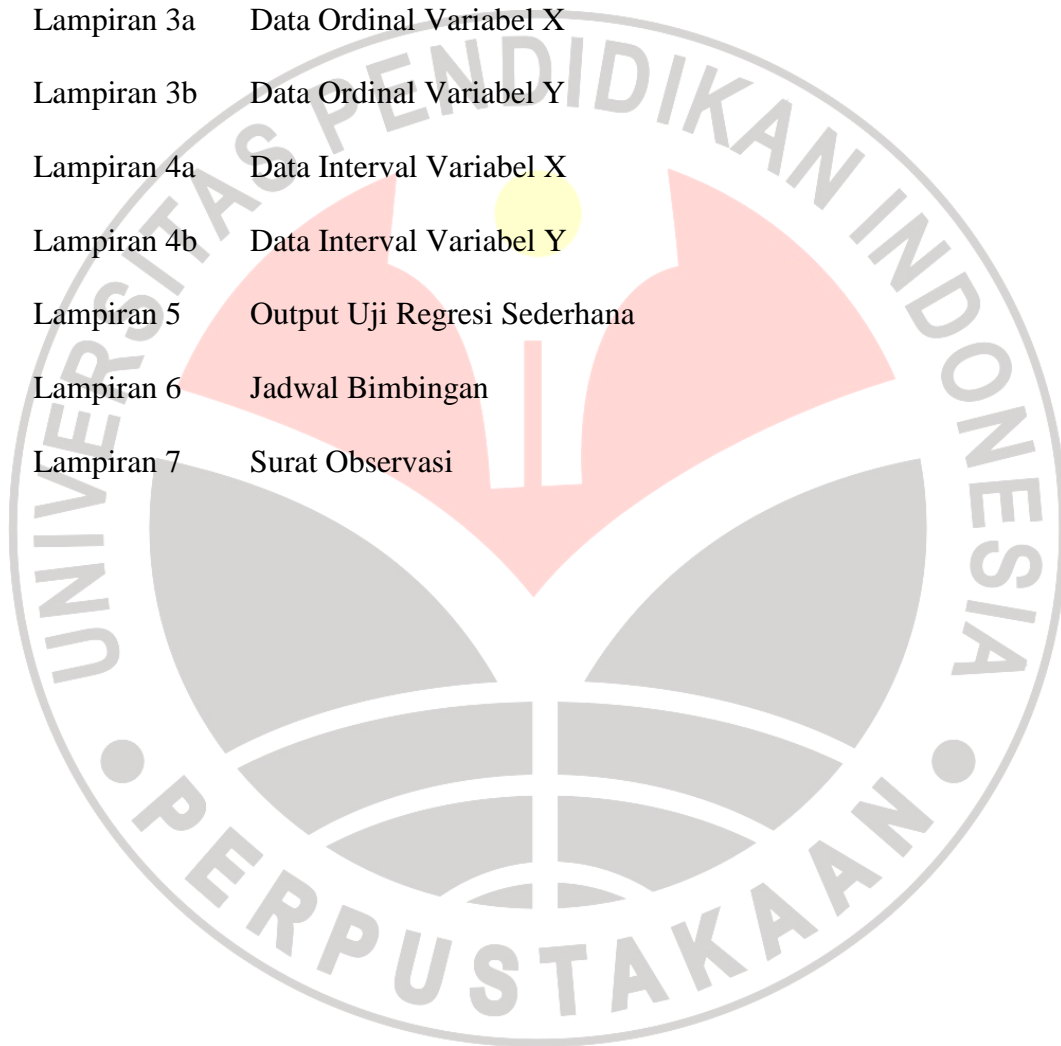 Lampiran 3a Data Ordinal Variabel X
Lampiran 3b Data Ordinal Variabel Y
Lampiran 4a Data Interval Variabel X
Lampiran 4b Data Interval Variabel Y
Lampiran 5 Output Uji Regresi Sederhana
Lampiran 6 Jadwal Bimbingan
Lampiran 7 Surat Observasi
UNIVERSITAS PENDIDIKAN INDONESIA
PERPUSTAKAAN